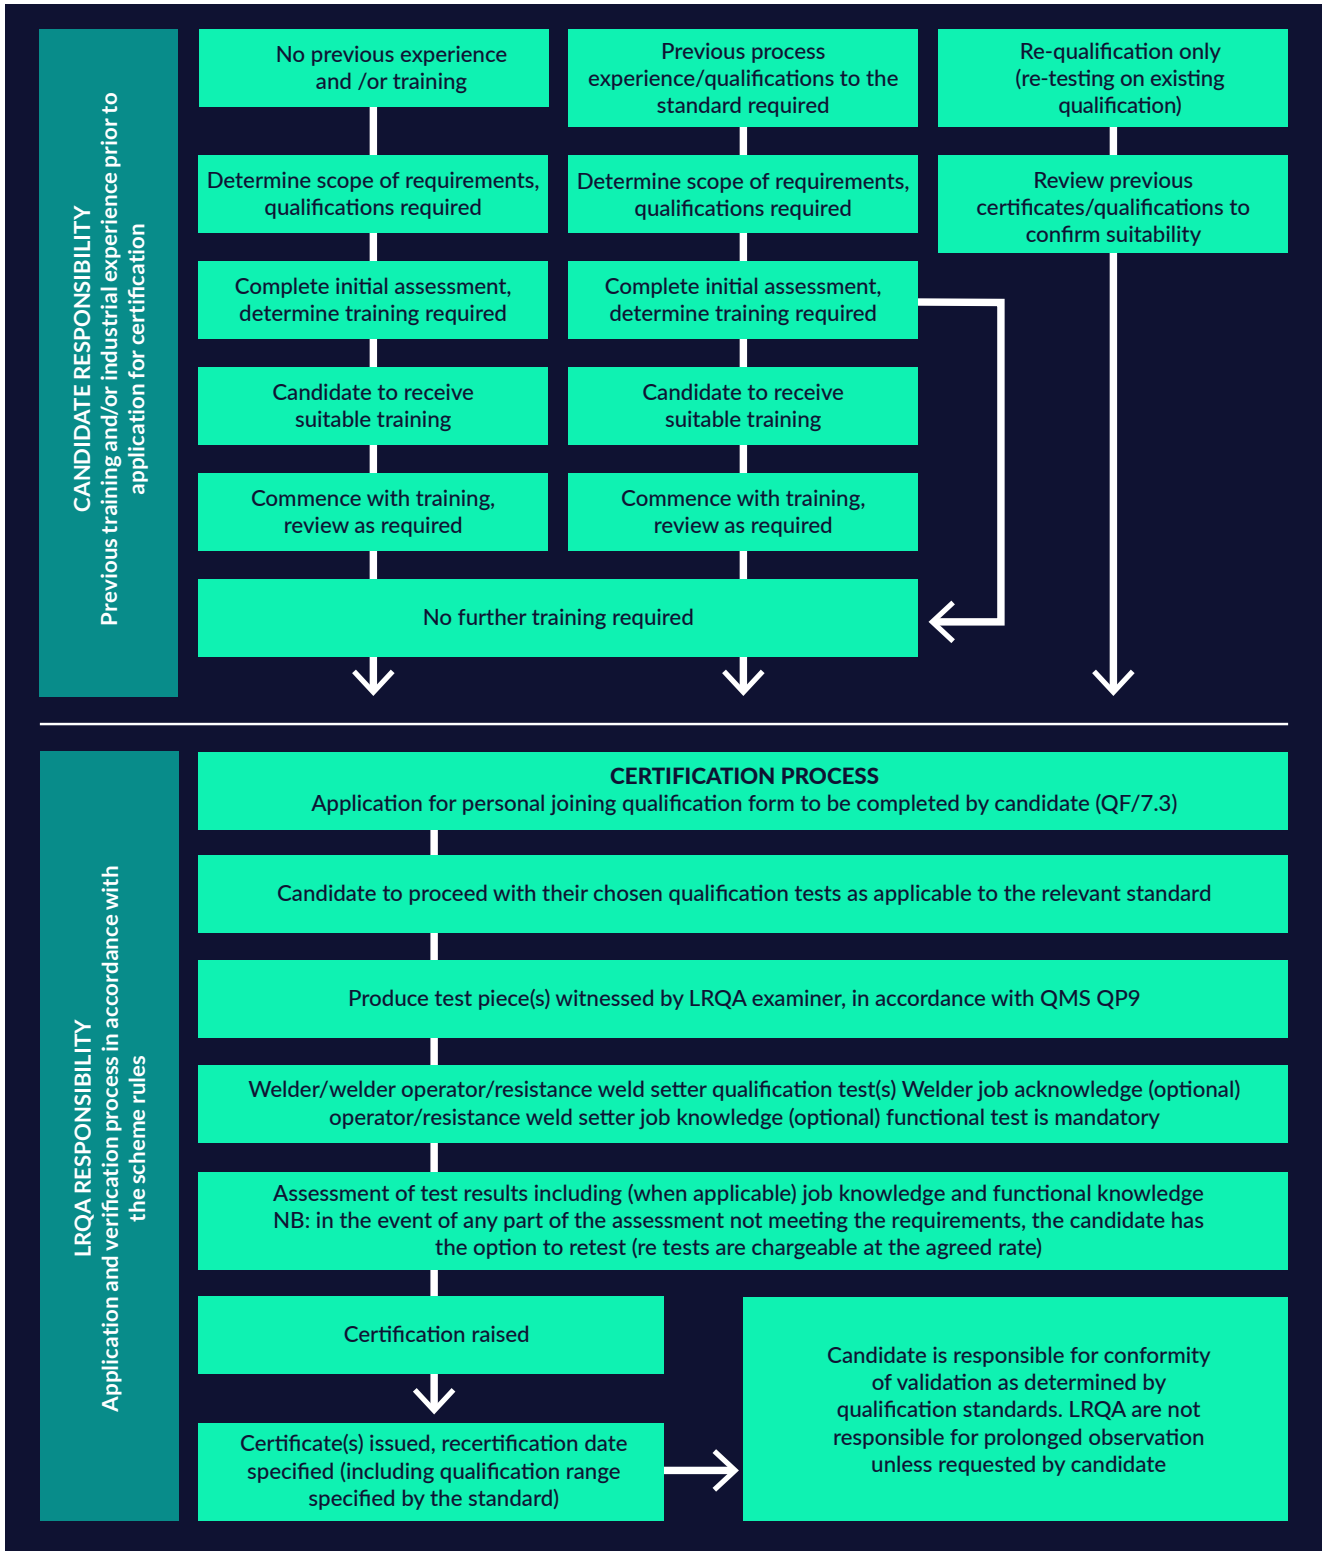 CANDIDATE RESPONSIBILITY
Previous training and/or industrial experience prior to
application for certification
No previous experience
and /or training
Determine scope of requirements,
qualifications required
Complete initial assessment,
determine training required
Candidate to receive
suitable training
Commence with training,
review as required
Previous process
experience/qualifications to the
standard required
Determine scope of requirements,
qualifications required
Complete initial assessment,
determine training required
Candidate to receive
suitable training
Commence with training,
review as required
Re-qualification only
(re-testing on existing
qualification)
Review previous
certificates/qualifications to
confirm suitability
No further training required
LRQA RESPONSIBILITY
Application and verification process in accordance with
the scheme rules
CERTIFICATION PROCESS
Application for personal joining qualification form to be completed by candidate (QF/7.3)
Candidate to proceed with their chosen qualification tests as applicable to the relevant standard
Produce test piece(s) witnessed by LRQA examiner, in accordance with QMS QP9
Welder/welder operator/resistance weld setter qualification test(s) Welder job acknowledge (optional)
operator/resistance weld setter job knowledge (optional) functional test is mandatory
Assessment of test results including (when applicable) job knowledge and functional knowledge
NB: in the event of any part of the assessment not meeting the requirements, the candidate has
the option to retest (re tests are chargeable at the agreed rate)
Certification raised
Certificate(s) issued, recertification date
specified (including qualification range
specified by the standard)
Candidate is responsible for conformity
of validation as determined by
qualification standards. LRQA are not
responsible for prolonged observation
unless requested by candidate